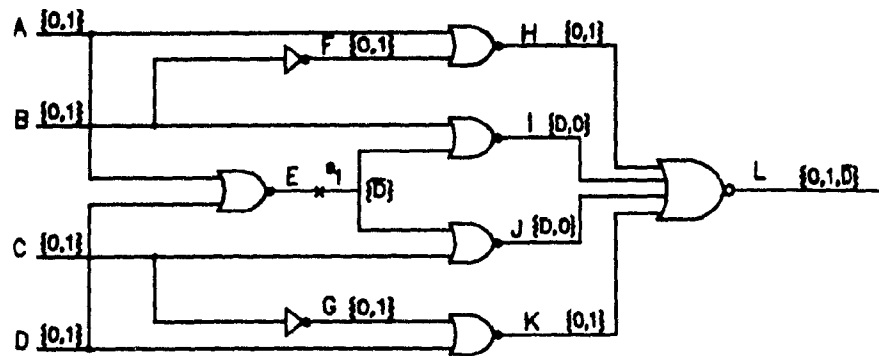 A {0,1}
F {0,1}
H {0,1}
B {0,1}
I {D,0}
E s1 {D̅}
L {0,1,D̅}
C {0,1}
J {D,0}
G {0,1}
D {0,1}
K {0,1}